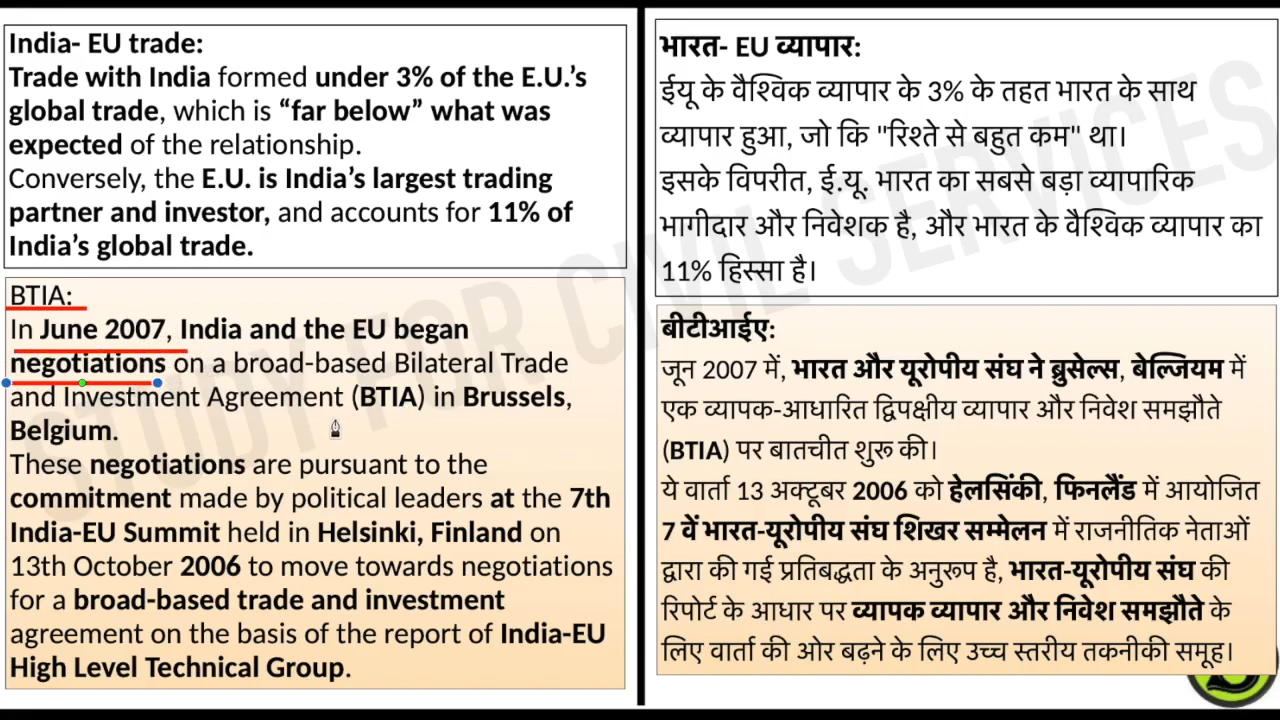 India- EU trade:
Trade with India formed under 3% of the E.U.’s
global trade, which is “far below” what was
expected of the relationship.
Conversely, the E.U. is India’s largest trading
partner and investor, and accounts for 11% of
India’s global trade.
BTIA:
In June 2007, India and the EU began
negotiations on a broad-based Bilateral Trade
and Investment Agreement (BTIA) in Brussels,
Belgium.
These negotiations are pursuant to the
commitment made by political leaders at the 7th
India-EU Summit held in Helsinki, Finland on
13th October 2006 to move towards negotiations
for a broad-based trade and investment
agreement on the basis of the report of India-EU
High Level Technical Group.
भारत- EU व्यापार:
ईयू के वैश्विक व्यापार के 3% के तहत भारत के साथ
व्यापार हुआ, जो कि "रिश्ते से बहुत कम" था।
इसके विपरीत, ई.यू. भारत का सबसे बड़ा व्यापारिक
भागीदार और निवेशक है, और भारत के वैश्विक व्यापार का
11% हिस्सा है।
बीटीआईए:
जून 2007 में, भारत और यूरोपीय संघ ने ब्रुसेल्स, बेल्जियम में
एक व्यापक-आधारित द्विपक्षीय व्यापार और निवेश समझौते
(BTIA) पर बातचीत शुरू की।
ये वार्ता 13 अक्टूबर 2006 को हेलसिंकी, फिनलैंड में आयोजित
7 वें भारत-यूरोपीय संघ शिखर सम्मेलन में राजनीतिक नेताओं
द्वारा की गई प्रतिबद्धता के अनुरूप है, भारत-यूरोपीय संघ की
रिपोर्ट के आधार पर व्यापक व्यापार और निवेश समझौते के
लिए वार्ता की ओर बढ़ने के लिए उच्च स्तरीय तकनीकी समूह।
STUDY FOR CIVIL SERVICES